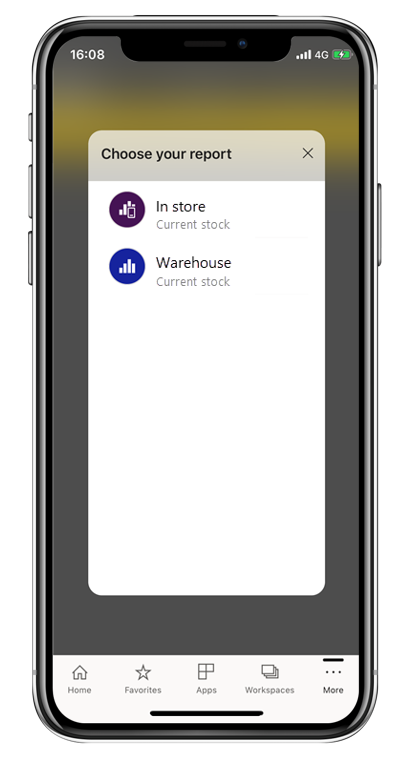 16:08
4G
Choose your report
In store
Current stock
Warehouse
Current stock
Home
Favorites
Apps
Workspaces
More